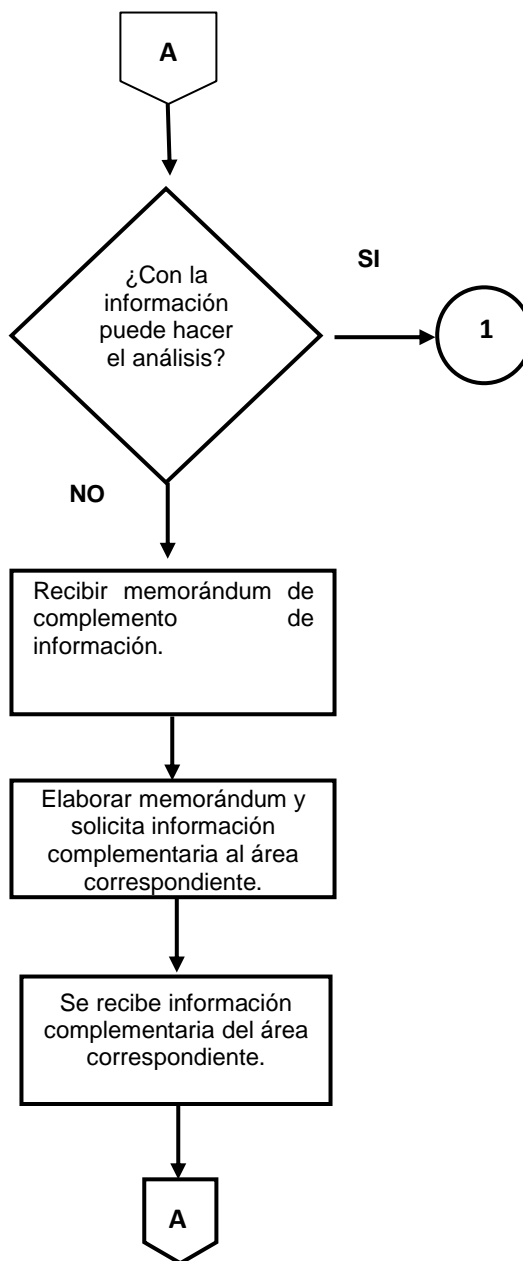 A
¿Con la
información
puede hacer
el análisis?
SI
1
NO
Recibir memorándum de
complemento de
información.
Elaborar memorándum y
solicita información
complementaria al área
correspondiente.
Se recibe información
complementaria del área
correspondiente.
A